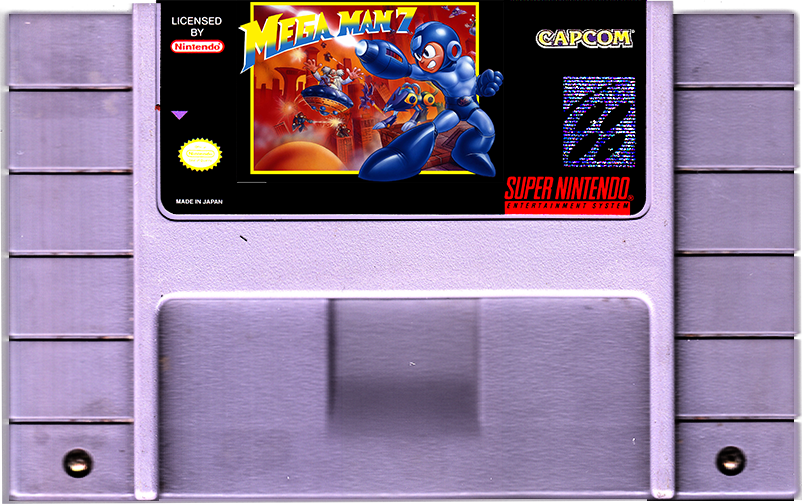 LICENSED
BY
Nintendo
MEGA MAN 7
CAPCOM
MADE IN JAPAN
SUPER NINTENDO
ENTERTAINMENT SYSTEM